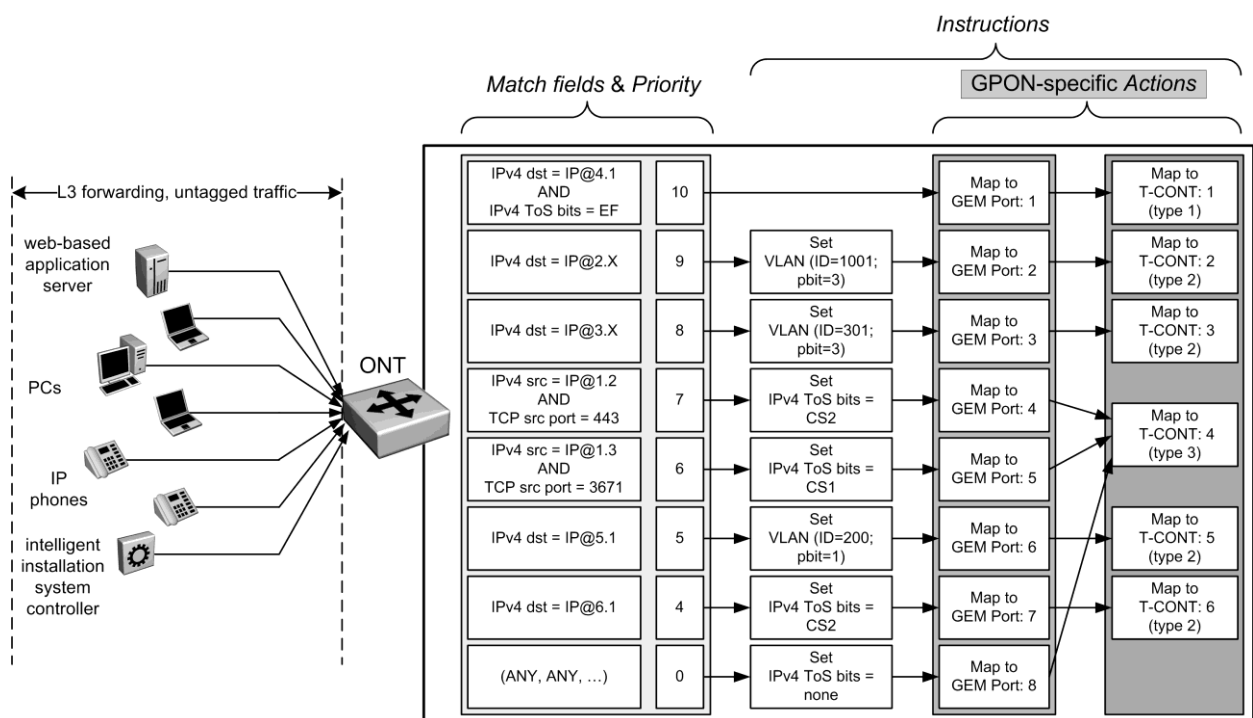 Instructions
Match fields & Priority
GPON-specific Actions
L3 forwarding, untagged traffic
web-based
application
server
PCs
IP
phones
intelligent
installation
system
controller
ONT
IPv4 dst = IP@4.1
AND
IPv4 ToS bits = EF
10
Map to
GEM Port: 1
Map to
T-CONT: 1
(type 1)
IPv4 dst = IP@2.X
9
Set
VLAN (ID=1001;
pbit=3)
Map to
GEM Port: 2
Map to
T-CONT: 2
(type 2)
IPv4 dst = IP@3.X
8
Set
VLAN (ID=301;
pbit=3)
Map to
GEM Port: 3
Map to
T-CONT: 3
(type 2)
IPv4 src = IP@1.2
AND
TCP src port = 443
7
Set
IPv4 ToS bits =
CS2
Map to
GEM Port: 4
Map to
T-CONT: 4
(type 3)
IPv4 src = IP@1.3
AND
TCP src port = 3671
6
Set
IPv4 ToS bits =
CS1
Map to
GEM Port: 5
IPv4 dst = IP@5.1
5
Set
VLAN (ID=200;
pbit=1)
Map to
GEM Port: 6
Map to
T-CONT: 5
(type 2)
IPv4 dst = IP@6.1
4
Set
IPv4 ToS bits =
CS2
Map to
GEM Port: 7
Map to
T-CONT: 6
(type 2)
(ANY, ANY, …)
0
Set
IPv4 ToS bits =
none
Map to
GEM Port: 8